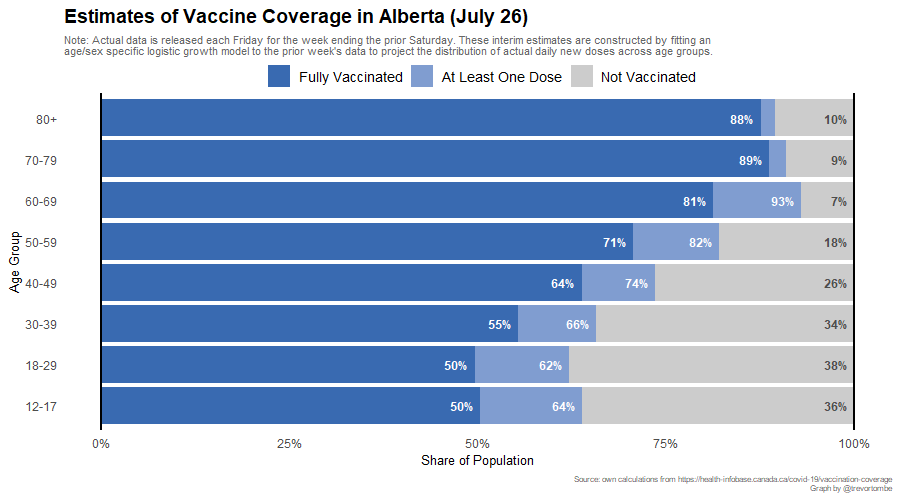 Estimates of Vaccine Coverage in Alberta (July 26)
Note: Actual data is released each Friday for the week ending the prior Saturday. These interim estimates are constructed by fitting an
age/sex specific logistic growth model to the prior week's data to project the distribution of actual daily new doses across age groups.
Fully Vaccinated At Least One Dose Not Vaccinated
80+ 88% 10%
70-79 89% 9%
60-69 81% 93% 7%
50-59 71% 82% 18%
40-49 64% 74% 26%
30-39 55% 66% 34%
18-29 50% 62% 38%
12-17 50% 64% 36%
Age Group
0% 25% 50% 75% 100%
Share of Population
Source: own calculations from https://health-infobase.canada.ca/covid-19/vaccination-coverage
Graph by @trevortombe